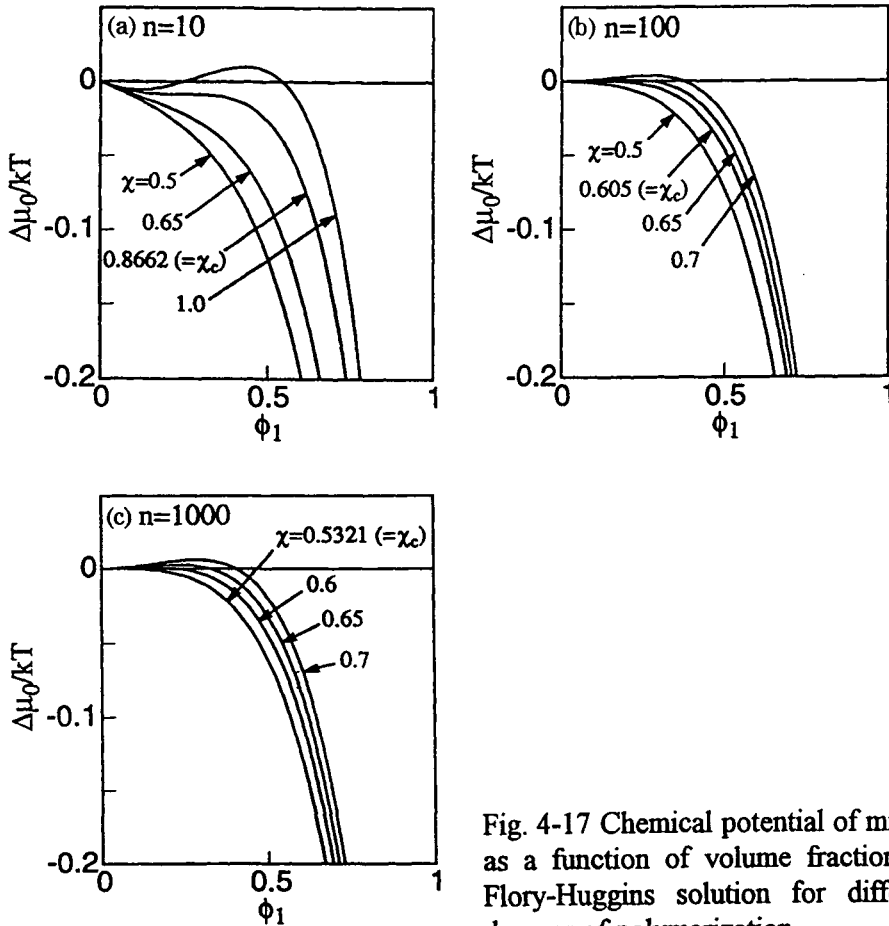 (a) n=10
0
-0.1
-0.2
Δμ₀/kT
χ=0.5
0.65
0.8662 (=χc)
1.0
0.5
1
ϕ₁
(b) n=100
0
-0.1
-0.2
Δμ₀/kT
χ=0.5
0.605 (=χc)
0.65
0.7
0
0.5
1
ϕ₁
(c) n=1000
0
-0.1
-0.2
Δμ₀/kT
χ=0.5321 (=χc)
0.6
0.65
0.7
0
0.5
1
ϕ₁
Fig. 4-17 Chemical potential of
as a function of volume fraction
Flory-Huggins solution for